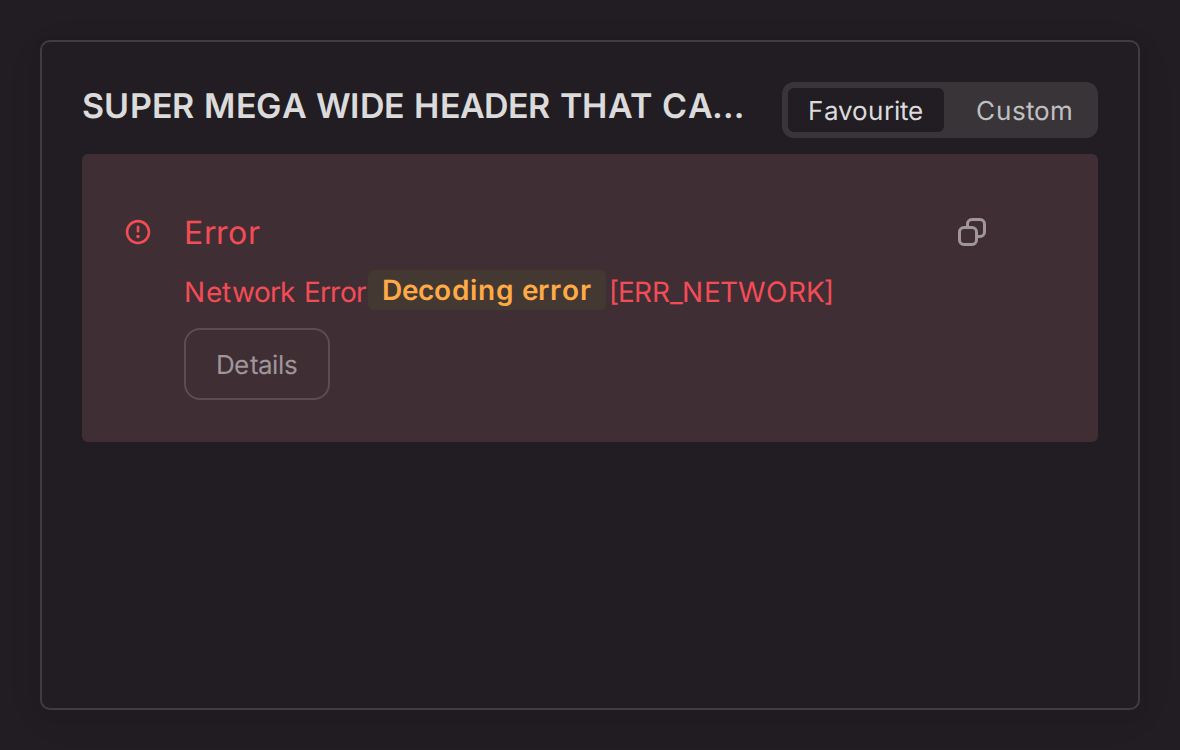 SUPER MEGA WIDE HEADER THAT CA...
Favourite Custom
Error
Network Error Decoding error [ERR_NETWORK]
Details